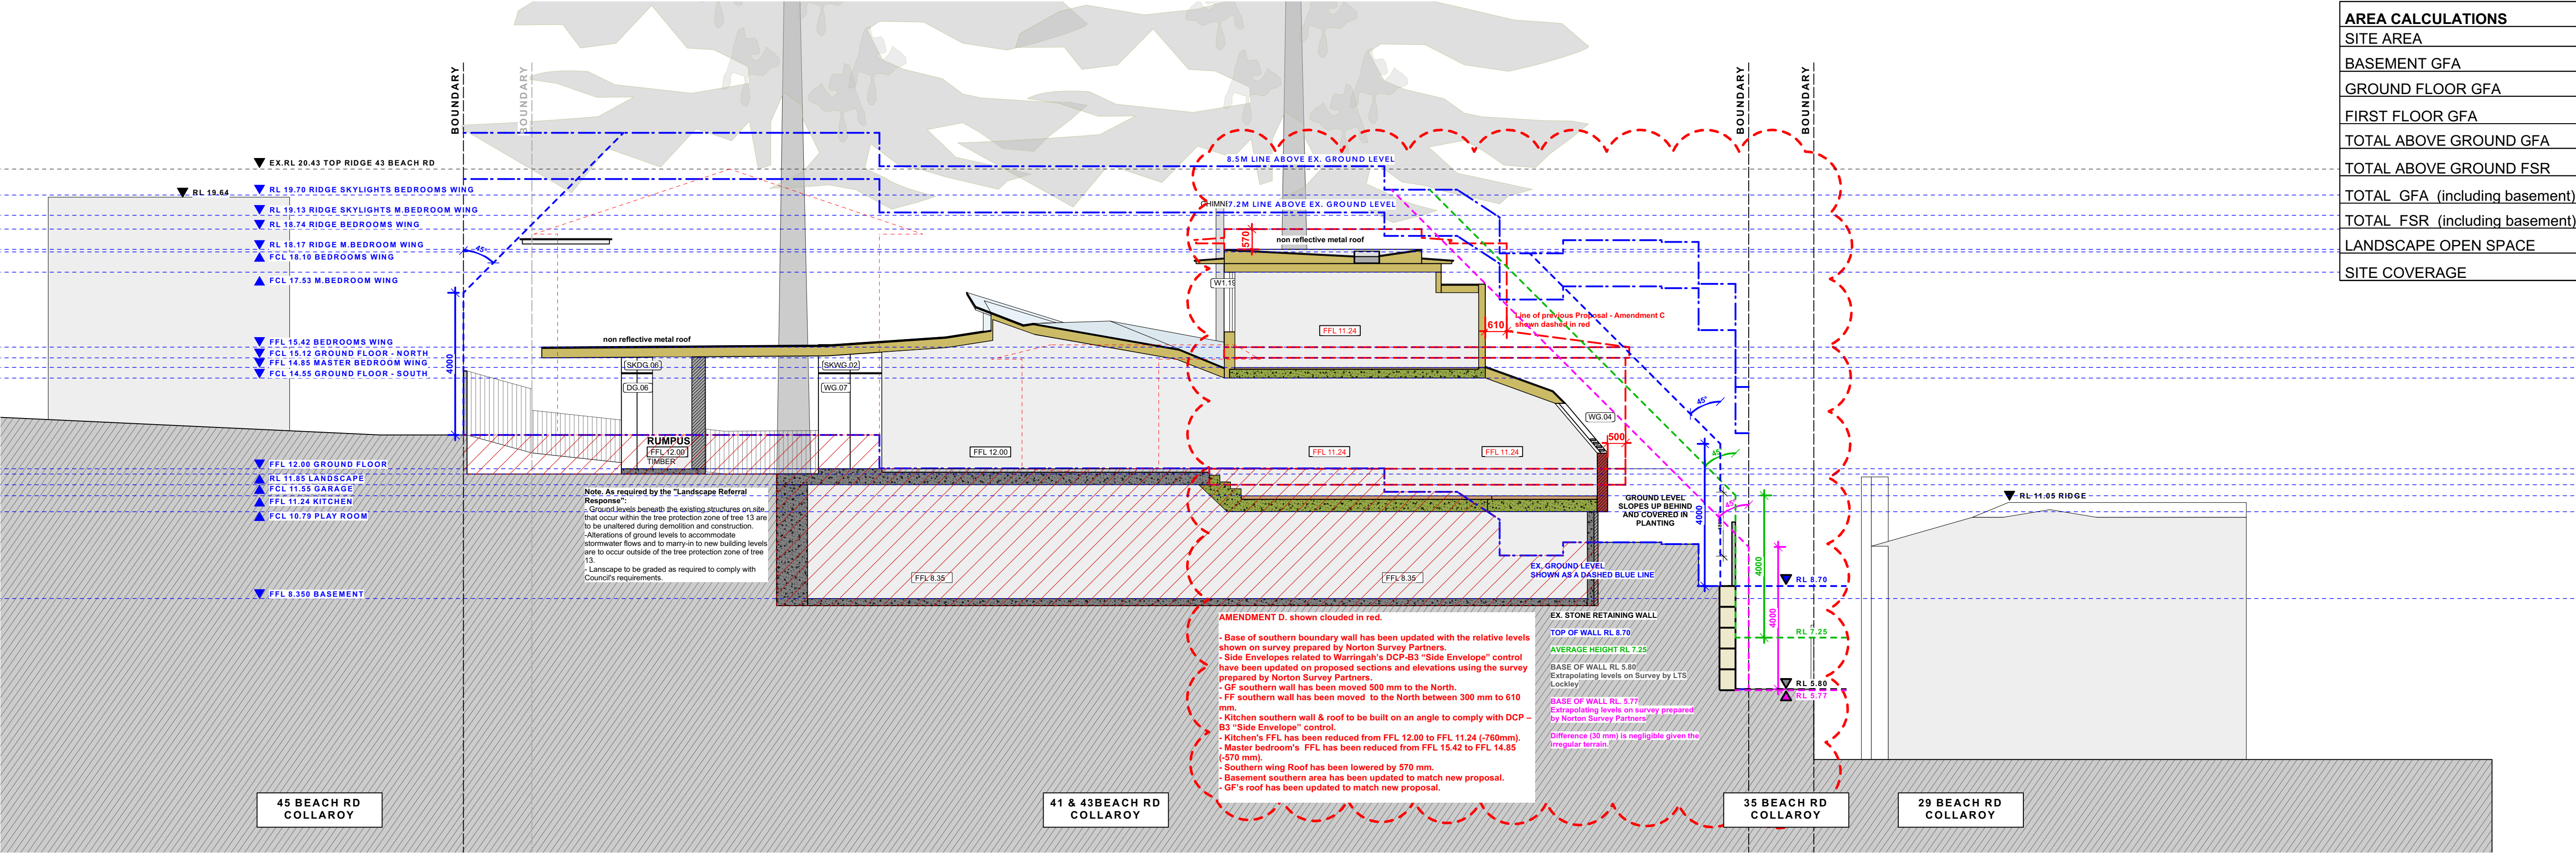 AREA CALCULATIONS
SITE AREA
BASEMENT GFA
GROUND FLOOR GFA
FIRST FLOOR GFA
TOTAL ABOVE GROUND GFA
TOTAL ABOVE GROUND FSR
TOTAL GFA (including basement)
TOTAL FSR (including basement)
LANDSCAPE OPEN SPACE
SITE COVERAGE
BOUNDARY
BOUNDARY
BOUNDARY
BOUNDARY
EX.RL 20.43 TOP RIDGE 43 BEACH RD
RL 19.64
RL 19.70 RIDGE SKYLIGHTS BEDROOMS WING
RL 19.13 RIDGE SKYLIGHTS M.BEDROOM WING
RL 18.74 RIDGE BEDROOMS WING
RL 18.17 RIDGE M.BEDROOM WING
FCL 18.10 BEDROOMS WING
FCL 17.53 M.BEDROOM WING
FFL 15.42 BEDROOMS WING
FCL 15.12 GROUND FLOOR - NORTH
FFL 14.85 MASTER BEDROOM WING
FCL 14.55 GROUND FLOOR - SOUTH
FFL 12.00 GROUND FLOOR
RL 11.85 LANDSCAPE
FCL 11.55 GARAGE
FFL 11.24 KITCHEN
FCL 10.79 PLAY ROOM
FFL 8.350 BASEMENT
45°
4000
8.5M LINE ABOVE EX. GROUND LEVEL
7.2M LINE ABOVE EX. GROUND LEVEL
570
non reflective metal roof
W1.19
FFL 11.24
610
Line of previous Proposal - Amendment C
shown dashed in red
non reflective metal roof
SKDG.06
DG.06
SKWG.02
WG.07
RUMPUS
FFL 12.00
TIMBER
FFL 12.00
FFL 11.24
FFL 11.24
WG.04
500
45°
45°
45°
4000
4000
4000
GROUND LEVEL
SLOPES UP BEHIND
AND COVERED IN
PLANTING
RL 11.05 RIDGE
Note. As required by the "Landscape Referral
Response":
- Ground levels beneath the existing structures on site
that occur within the tree protection zone of tree 13 are
to be unaltered during demolition and construction.
-Alterations of ground levels to accommodate
stormwater flows and to marry-in to new building levels
are to occur outside of the tree protection zone of tree
13.
- Lanscape to be graded as required to comply with
Council's requirements.
FFL 8.35
FFL 8.35
EX. GROUND LEVEL
SHOWN AS A DASHED BLUE LINE
RL 8.70
RL 7.25
RL 5.80
RL 5.77
AMENDMENT D. shown clouded in red.
- Base of southern boundary wall has been updated with the relative levels
shown on survey prepared by Norton Survey Partners.
- Side Envelopes related to Warringah's DCP-B3 “Side Envelope” control
have been updated on proposed sections and elevations using the survey
prepared by Norton Survey Partners.
- GF southern wall has been moved 500 mm to the North.
- FF southern wall has been moved to the North between 300 mm to 610
mm.
- Kitchen southern wall & roof to be built on an angle to comply with DCP –
B3 “Side Envelope” control.
- Kitchen's FFL has been reduced from FFL 12.00 to FFL 11.24 (-760mm).
- Master bedroom's FFL has been reduced from FFL 15.42 to FFL 14.85
(-570 mm).
- Southern wing Roof has been lowered by 570 mm.
- Basement southern area has been updated to match new proposal.
- GF's roof has been updated to match new proposal.
EX. STONE RETAINING WALL
TOP OF WALL RL 8.70
AVERAGE HEIGHT RL 7.25
BASE OF WALL RL 5.80
Extrapolating levels on Survey by LTS
Lockley
BASE OF WALL RL. 5.77
Extrapolating levels on survey prepared
by Norton Survey Partners
Difference (30 mm) is negligible given the
irregular terrain.
45 BEACH RD
COLLAROY
41 & 43BEACH RD
COLLAROY
35 BEACH RD
COLLAROY
29 BEACH RD
COLLAROY